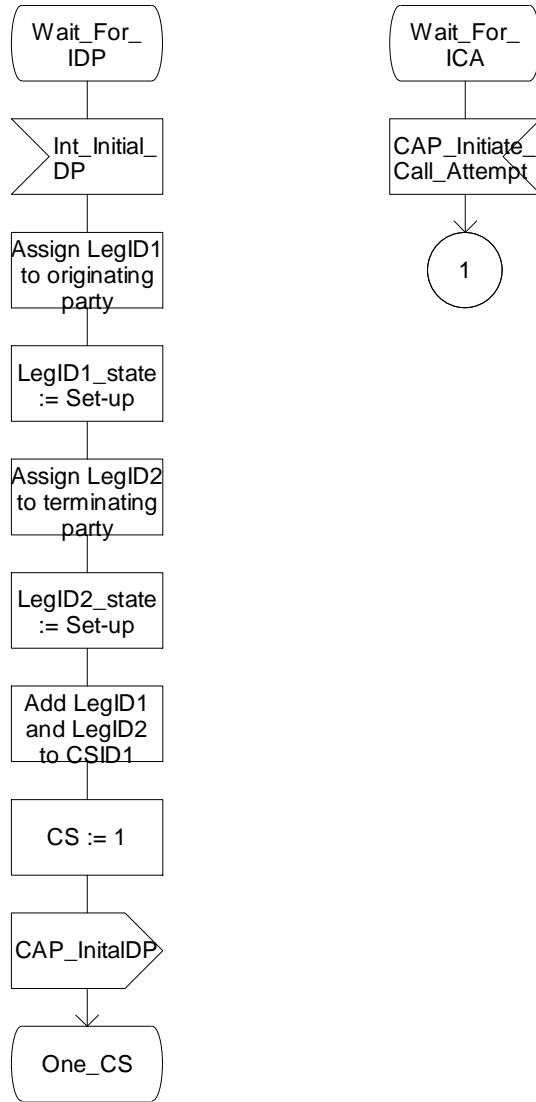 Wait_For_
IDP
Int_Initial_
DP
Assign LegID1
to originating
party
LegID1_state
:= Set-up
Assign LegID2
to terminating
party
LegID2_state
:= Set-up
Add LegID1
and LegID2
to CSID1
CS := 1
CAP_InitalDP
One_CS
Wait_For_
ICA
CAP_Initiate_
Call_Attempt
1